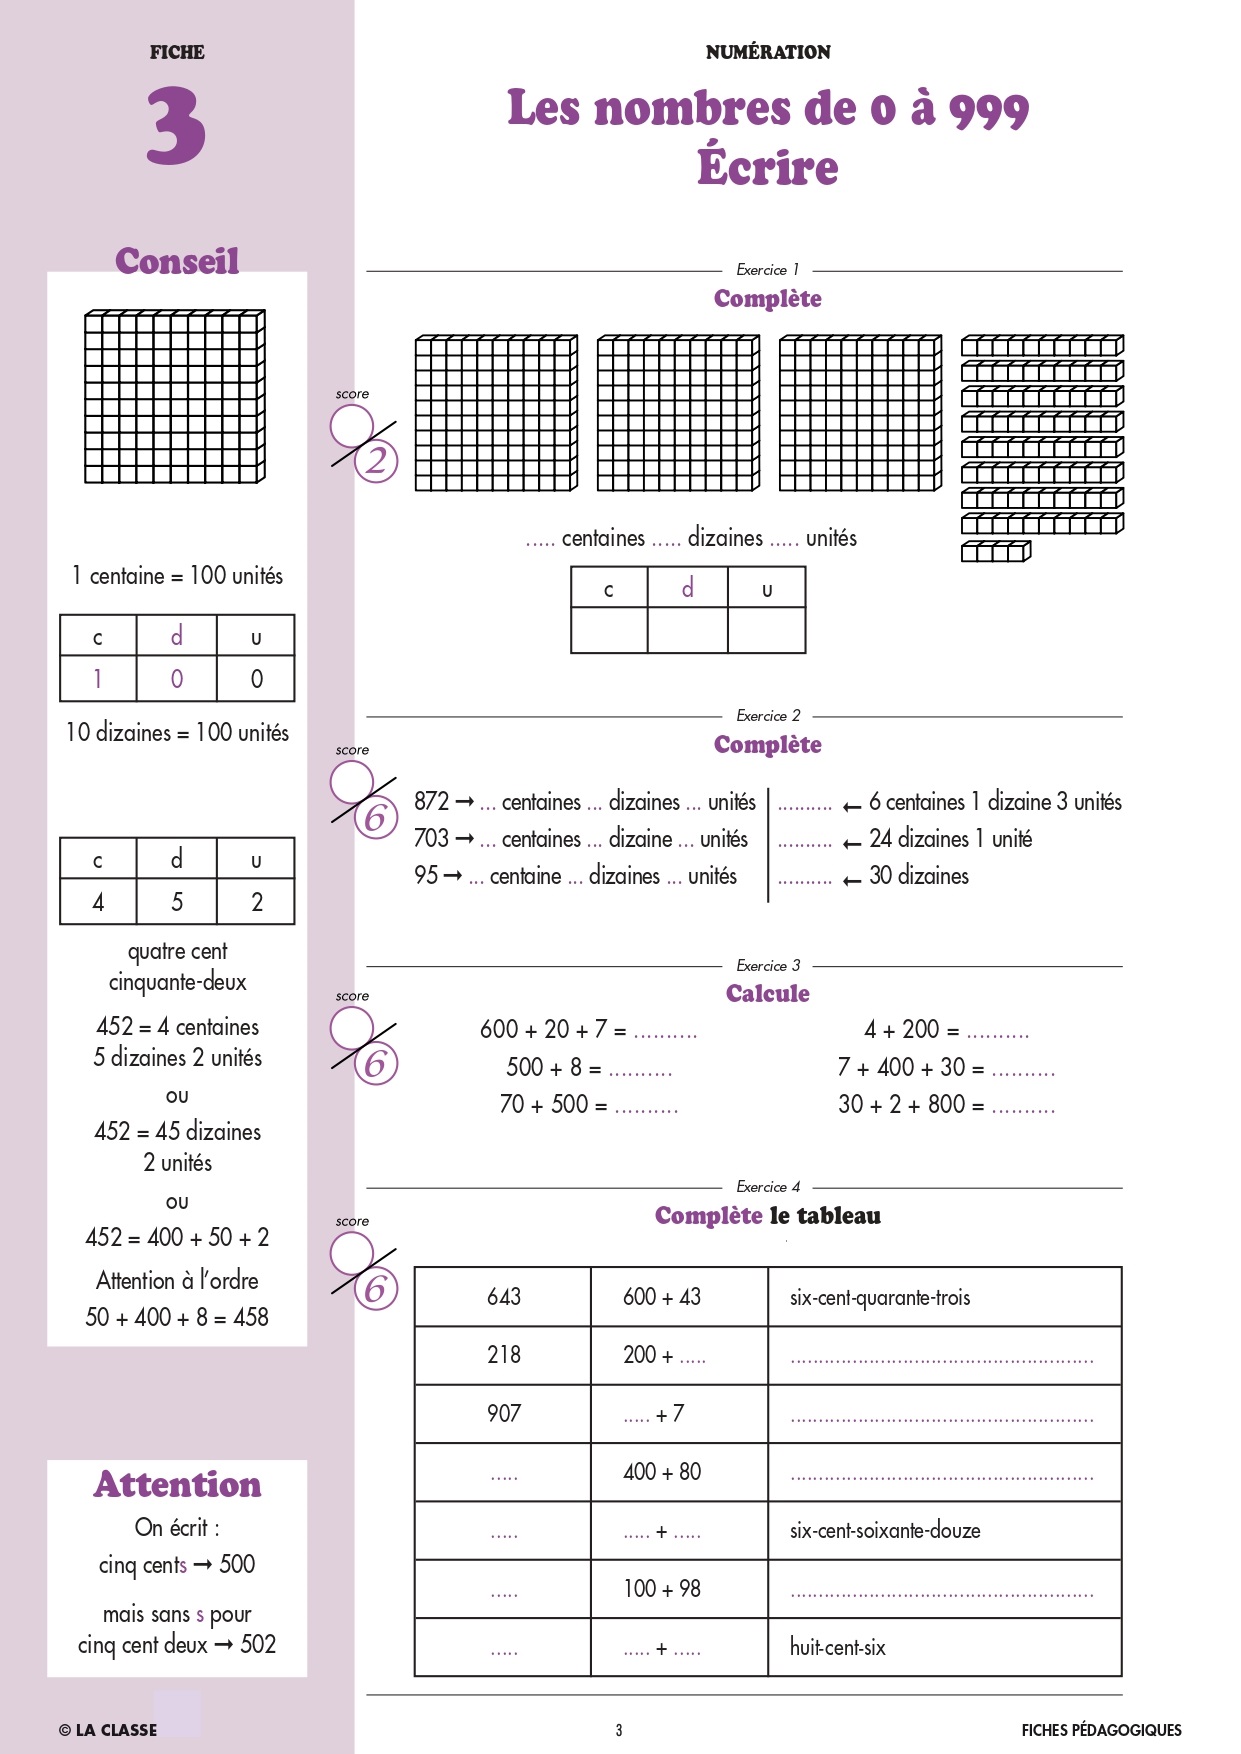 FICHE
3
Conseil
1 centaine = 100 unités
c d u
1 0 0
10 dizaines = 100 unités
c d u
4 5 2
quatre cent
cinquante-deux
452 = 4 centaines
5 dizaines 2 unités
ou
452 = 45 dizaines
2 unités
ou
452 = 400 + 50 + 2
Attention à l’ordre
50 + 400 + 8 = 458
Attention
On écrit :
cinq cents → 500
mais sans s pour
cinq cent deux → 502
NUMÉRATION
Les nombres de 0 à 999
Écrire
Exercice 1
Complète
score
2
..... centaines ..... dizaines ..... unités
c d u
Exercice 2
Complète
score
6
872 → ... centaines ... dizaines ... unités
703 → ... centaines ... dizaine ... unités
95 → ... centaine ... dizaines ... unités
.......... ← 6 centaines 1 dizaine 3 unités
.......... ← 24 dizaines 1 unité
.......... ← 30 dizaines
Exercice 3
Calcule
score
6
600 + 20 + 7 = ..........
500 + 8 = ..........
70 + 500 = ..........
4 + 200 = ..........
7 + 400 + 30 = ..........
30 + 2 + 800 = ..........
Exercice 4
Complète le tableau
score
6
643 600 + 43 six-cent-quarante-trois
218 200 + ..... ....................................................
907 ..... + 7 ....................................................
..... 400 + 80 ....................................................
..... ..... + ..... six-cent-soixante-douze
..... 100 + 98 ....................................................
..... ..... + ..... huit-cent-six
© LA CLASSE
3
FICHES PÉDAGOGIQUES